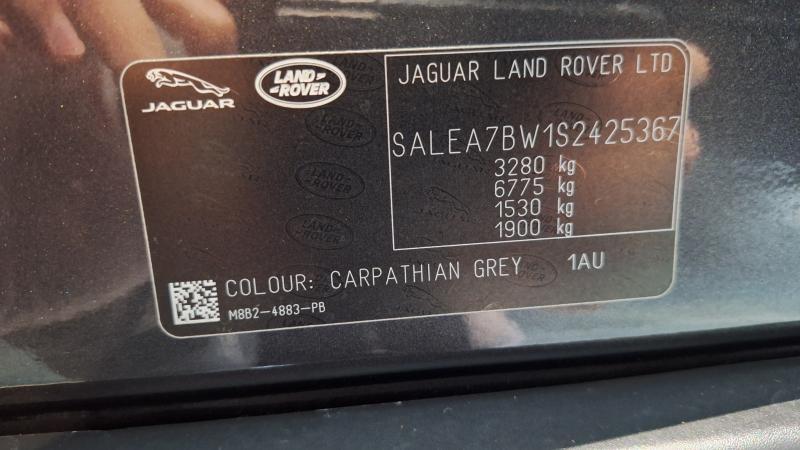 JAGUAR
LAND ROVER
JAGUAR LAND ROVER LTD
SALEA7BW1S2425367
3280 kg
6775 kg
1530 kg
1900 kg
COLOUR: CARPATHIAN GREY 1AU
M8B2-4883-PB